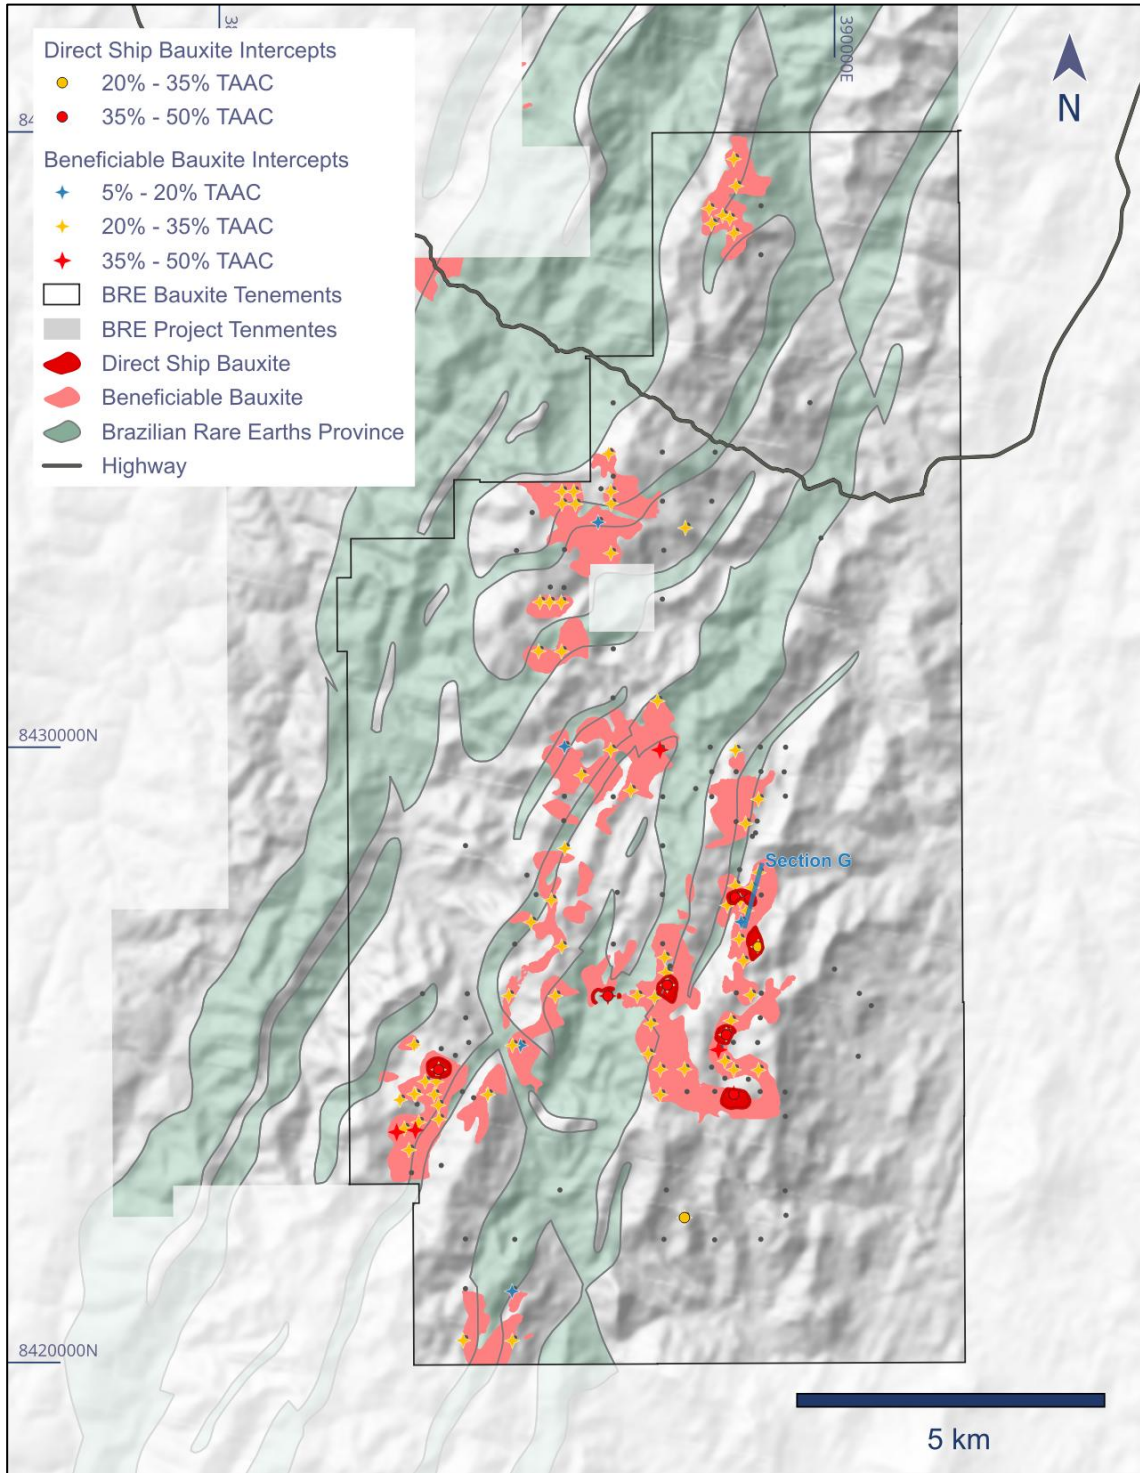 Direct Ship Bauxite Intercepts
20% - 35% TAAC
35% - 50% TAAC
Beneficiable Bauxite Intercepts
5% - 20% TAAC
20% - 35% TAAC
35% - 50% TAAC
BRE Bauxite Tenements
BRE Project Tenmentes
Direct Ship Bauxite
Beneficiable Bauxite
Brazilian Rare Earths Province
Highway
390000E
N
8430000N
Section G
8420000N
5 km